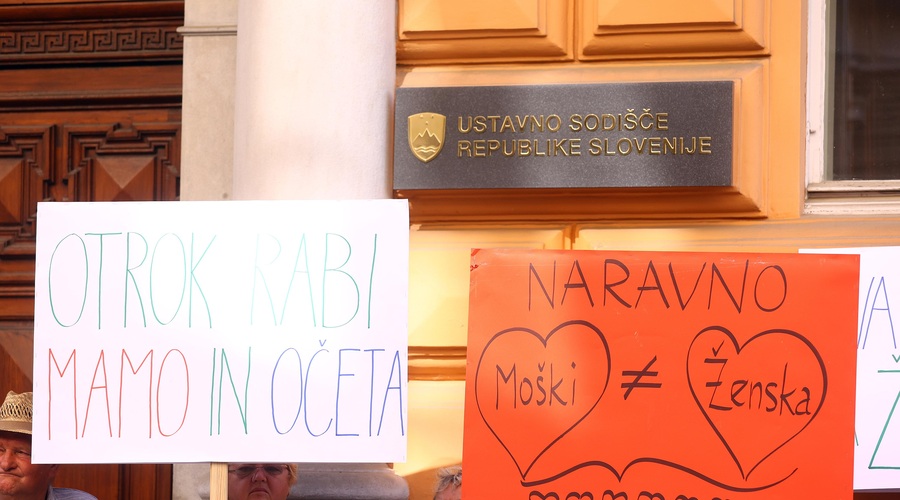 USTAVNO SODIŠČE
REPUBLIKE SLOVENIJE
OTROK RABI
MAMO IN OČETA
NARAVNO
Moški ≠ Ženska